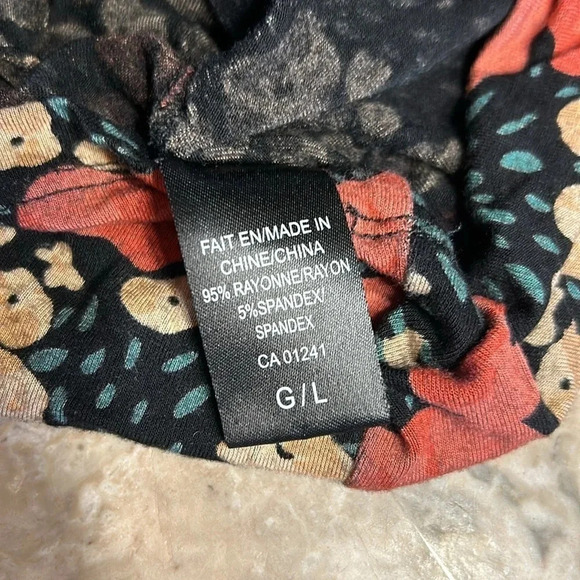 FAIT EN/MADE IN
CHINE/CHINA
95% RAYONNE/RAYON
5%SPANDEX/
SPANDEX
CA 01241
G/L